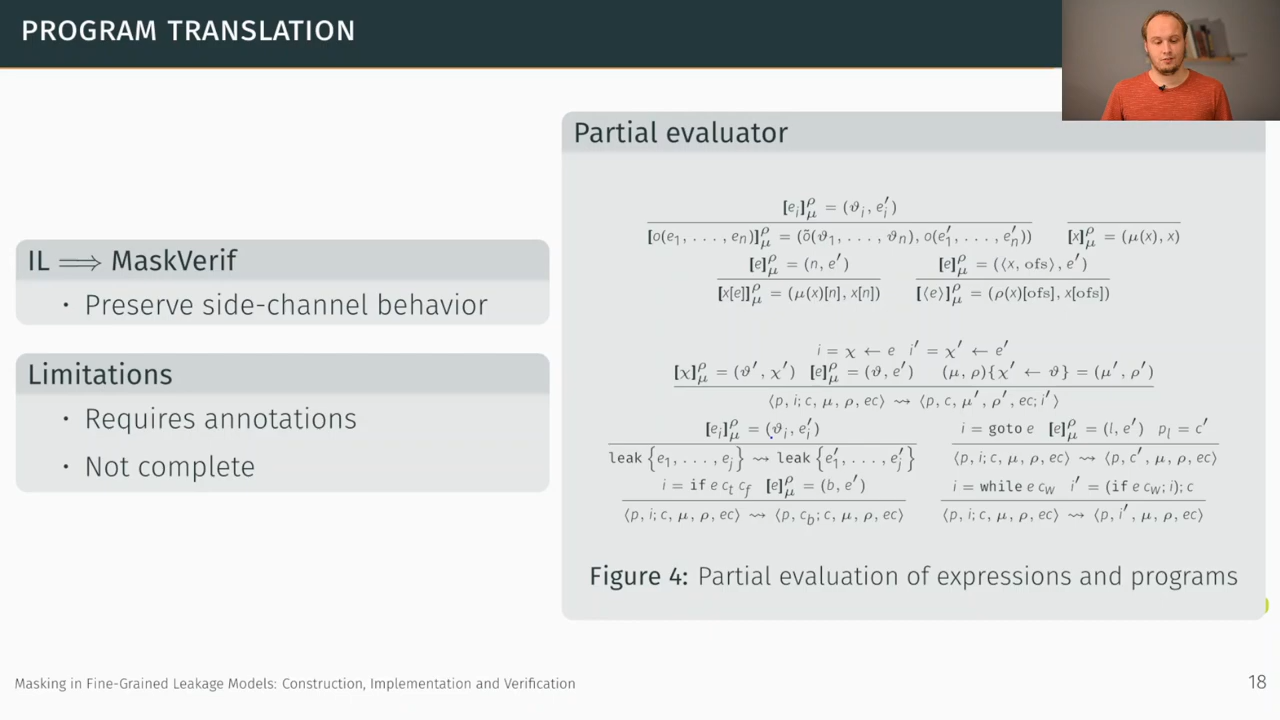 PROGRAM TRANSLATION
IL ⟹ MaskVerif
• Preserve side-channel behavior
Limitations
• Requires annotations
• Not complete
Partial evaluator
[eᵢ]ᵨμ = (ϑᵢ, e′ᵢ)
[o(e₁, . . . , eₙ)]ᵨμ = (õ(ϑ₁, . . . , ϑₙ), o(e′₁, . . . , e′ₙ)) [x]ᵨμ = (μ(x), x)
[e]ᵨμ = (n, e′) [e]ᵨμ = (⟨x, ofs⟩, e′)
[x[e]]ᵨμ = (μ(x)[n], x[n]) [⟨e⟩]ᵨμ = (ρ(x)[ofs], x[ofs])
i = χ ← e i′ = χ′ ← e′
[χ]ᵨμ = (ϑ′, χ′) [e]ᵨμ = (ϑ, e′) (μ, ρ){χ′ ← ϑ} = (μ′, ρ′)
⟨p, i; c, μ, ρ, ec⟩ ⇝ ⟨p, c, μ′, ρ′, ec; i′⟩
[eᵢ]ᵨμ = (ϑᵢ, e′ᵢ) i = goto e [e]ᵨμ = (l, e′) pₗ = c′
leak {e₁, . . . , eⱼ} ⇝ leak {e′₁, . . . , e′ⱼ} ⟨p, i; c, μ, ρ, ec⟩ ⇝ ⟨p, c′, μ, ρ, ec⟩
i = if e c_t c_f [e]ᵨμ = (b, e′) i = while e c_w i′ = (if e c_w; i); c
⟨p, i; c, μ, ρ, ec⟩ ⇝ ⟨p, c_b; c, μ, ρ, ec⟩ ⟨p, i; c, μ, ρ, ec⟩ ⇝ ⟨p, i′, μ, ρ, ec⟩
Figure 4: Partial evaluation of expressions and programs
Masking in Fine-Grained Leakage Models: Construction, Implementation and Verification
18